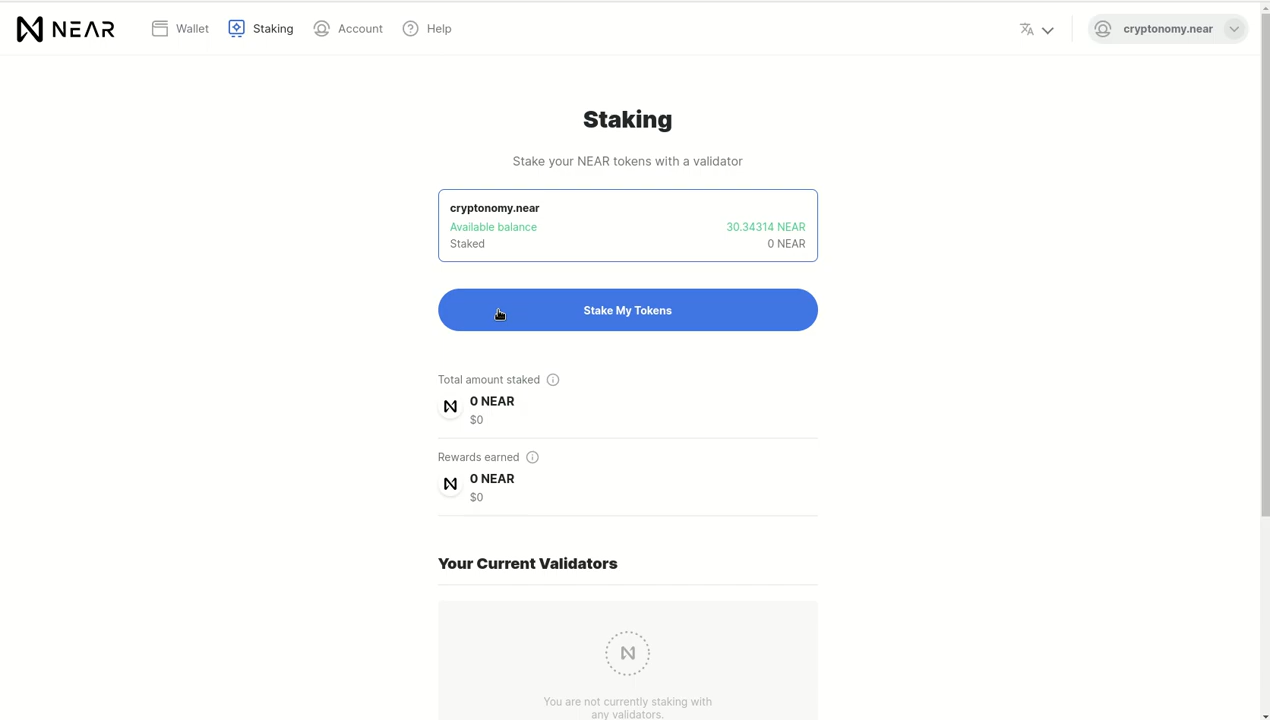 NEAR Wallet Staking Account Help cryptonomy.near
Staking
Stake your NEAR tokens with a validator
cryptonomy.near
Available balance 30.34314 NEAR
Staked 0 NEAR
Stake My Tokens
Total amount staked
0 NEAR
$0
Rewards earned
0 NEAR
$0
Your Current Validators
You are not currently staking with
any validators.